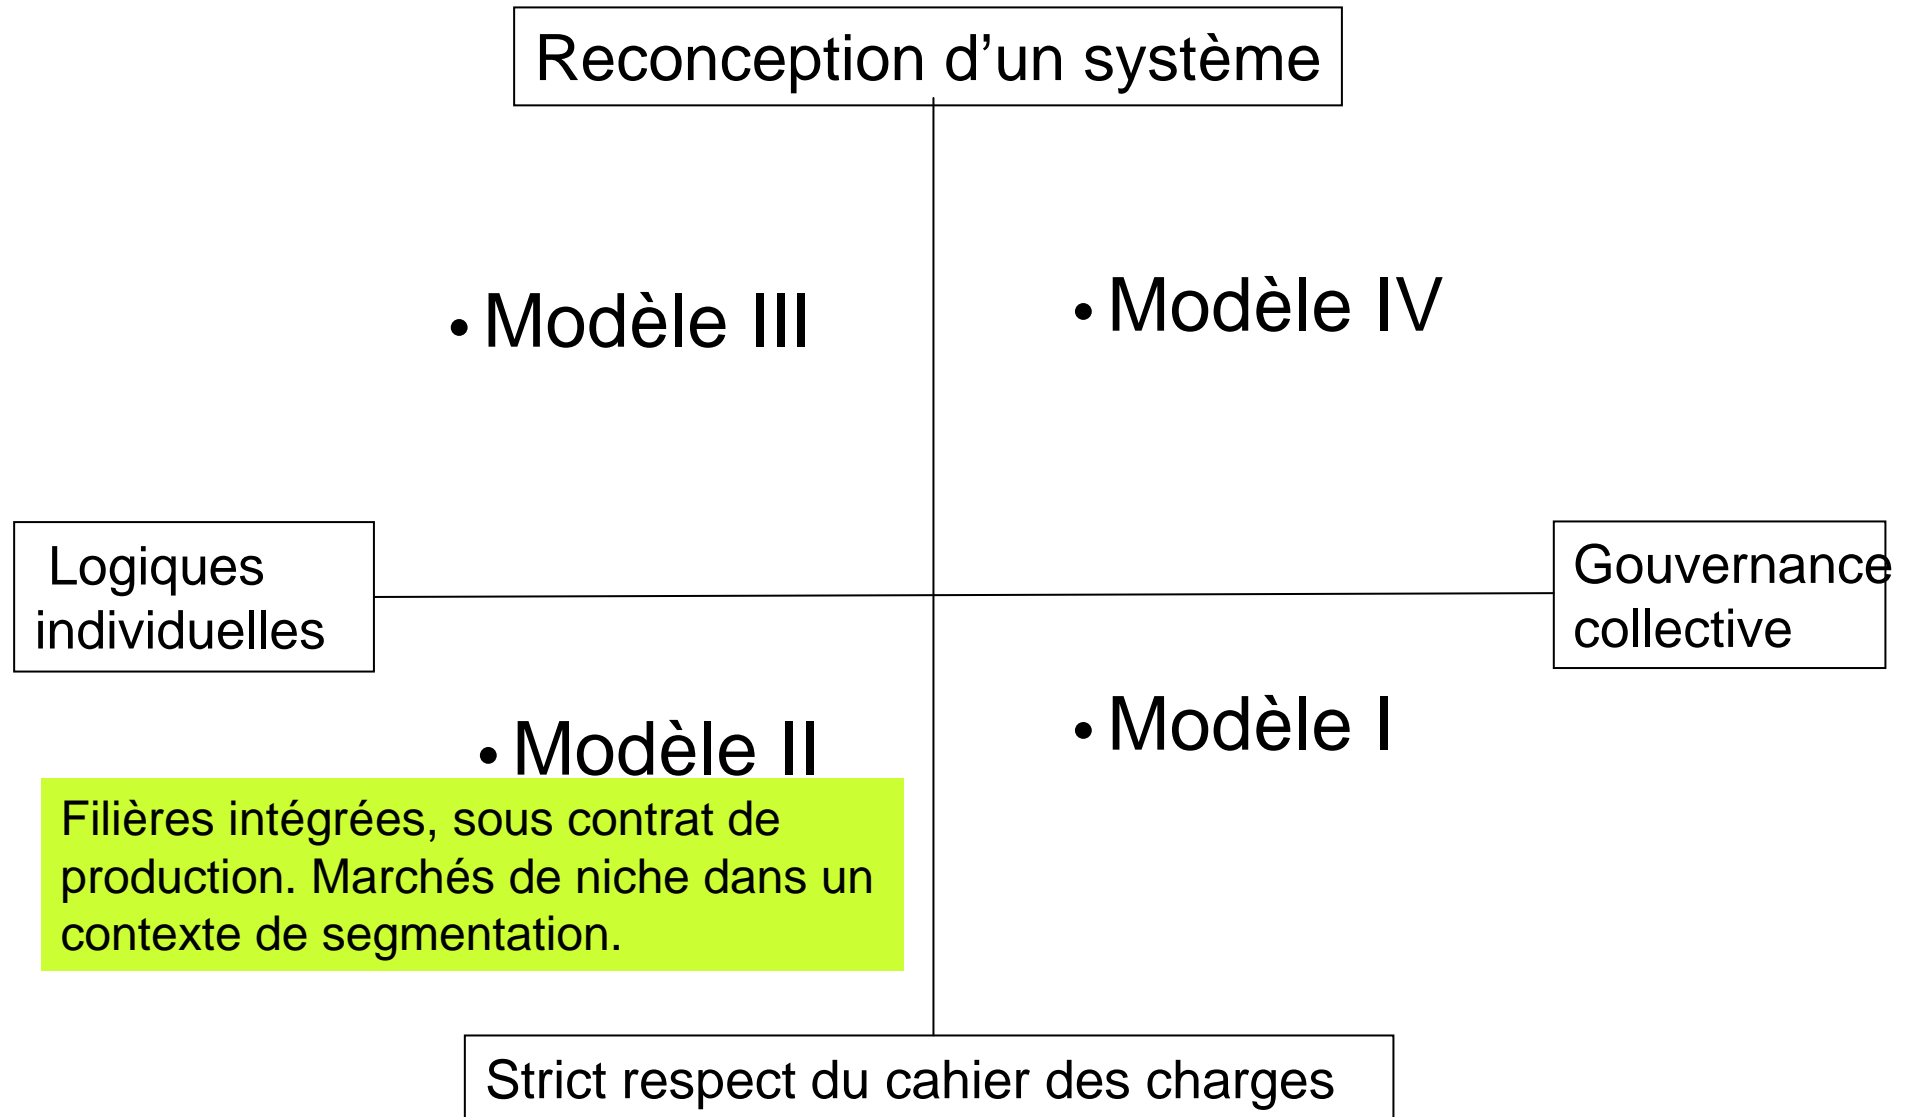 Reconception d’un système
• Modèle III
• Modèle IV
Logiques
individuelles
Gouvernance
collective
• Modèle II
• Modèle I
Filières intégrées, sous contrat de
production. Marchés de niche dans un
contexte de segmentation.
Strict respect du cahier des charges